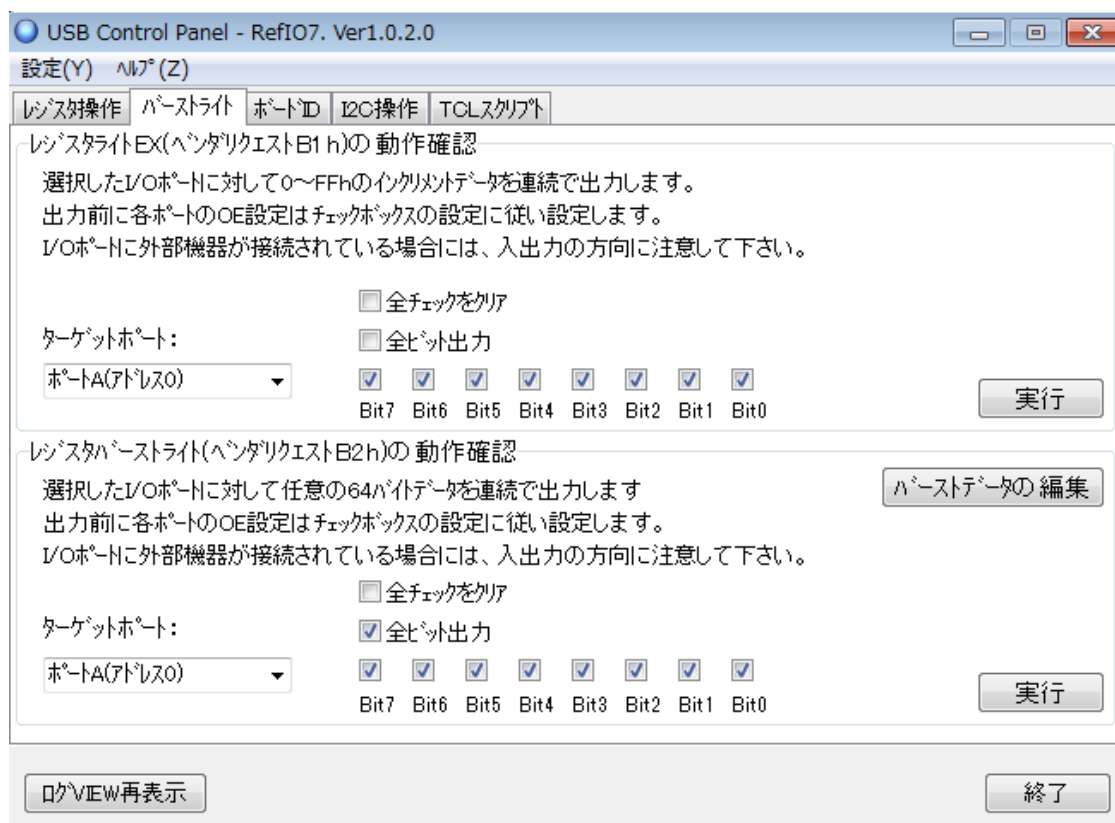 USB Control Panel - RefIO7. Ver1.0.2.0
設定(Y) ﾍﾙﾌﾟ(Z)
ﾚｼﾞｽﾀ操作 ﾊﾞｰｽﾄﾗｲﾄ ﾎﾞｰﾄﾞID I2C操作 TCLｽｸﾘﾌﾟﾄ
ﾚｼﾞｽﾀﾗｲﾄEX(ﾍﾞﾝﾀﾞﾘｸｴｽﾄB1h)の動作確認
選択したI/Oﾎﾟｰﾄに対して0～FFhのｲﾝｸﾘﾒﾝﾄﾃﾞｰﾀを連続で出力します。
出力前に各ﾎﾟｰﾄのOE設定はﾁｪｯｸﾎﾞｯｸｽの設定に従い設定します。
I/Oﾎﾟｰﾄに外部機器が接続されている場合には、入出力の方向に注意して下さい。
全ﾁｪｯｸをｸﾘｱ
ﾀｰｹﾞｯﾄﾎﾟｰﾄ：
全ﾋﾞｯﾄ出力
ﾎﾟｰﾄA(ｱﾄﾞﾚｽ0)
Bit7 Bit6 Bit5 Bit4 Bit3 Bit2 Bit1 Bit0
実行
ﾚｼﾞｽﾀﾊﾞｰｽﾄﾗｲﾄ(ﾍﾞﾝﾀﾞﾘｸｴｽﾄB2h)の動作確認
選択したI/Oﾎﾟｰﾄに対して任意の64ﾊﾞｲﾄﾃﾞｰﾀを連続で出力します
ﾊﾞｰｽﾄﾃﾞｰﾀの編集
出力前に各ﾎﾟｰﾄのOE設定はﾁｪｯｸﾎﾞｯｸｽの設定に従い設定します。
I/Oﾎﾟｰﾄに外部機器が接続されている場合には、入出力の方向に注意して下さい。
全ﾁｪｯｸをｸﾘｱ
ﾀｰｹﾞｯﾄﾎﾟｰﾄ：
全ﾋﾞｯﾄ出力
ﾎﾟｰﾄA(ｱﾄﾞﾚｽ0)
Bit7 Bit6 Bit5 Bit4 Bit3 Bit2 Bit1 Bit0
実行
ﾛｸﾞVIEW再表示
終了